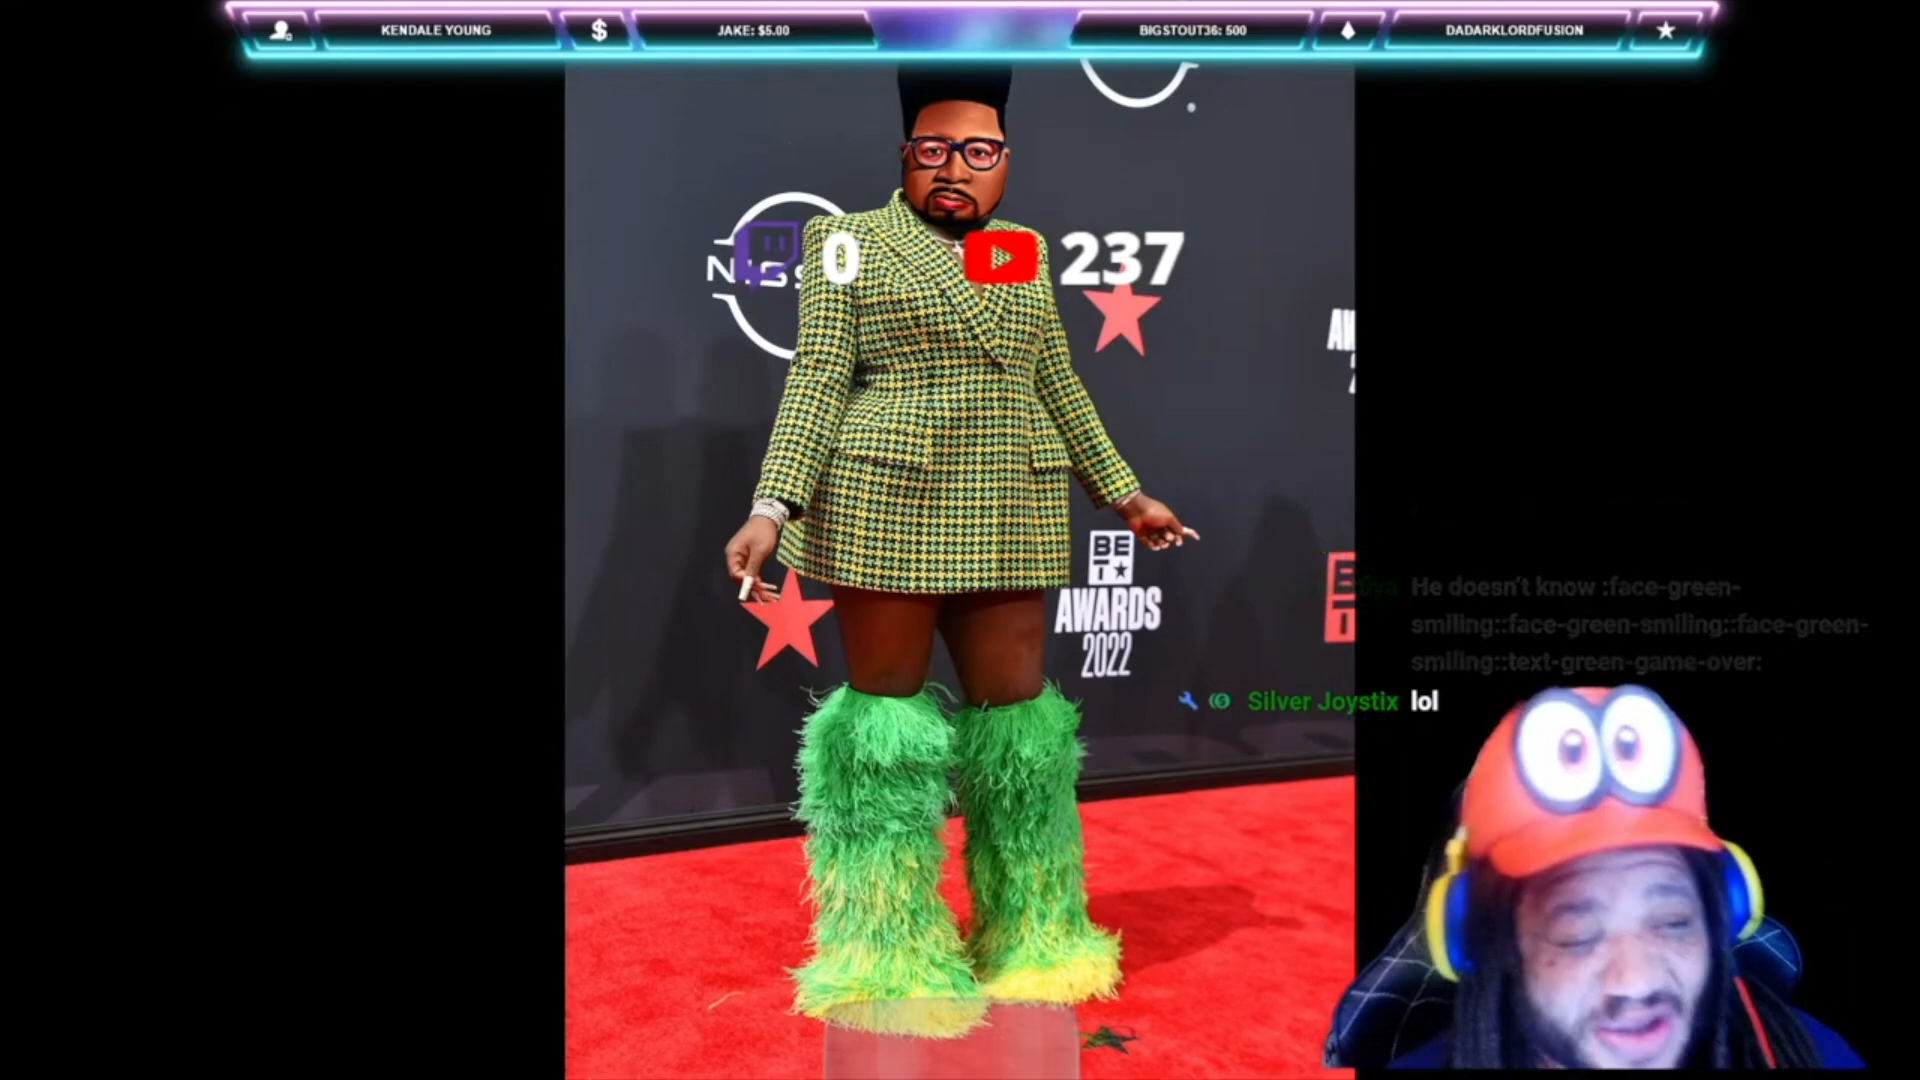 KENDALE YOUNG
$
JAKE: $5.00
BIGSTOUT36: 500
DADARKLORDFUSION
0
237
BE
T
AWARDS
2022
He doesn't know :face-green-
smiling::face-green-smiling::face-green-
smiling::text-green-game-over:
Silver Joystix lol